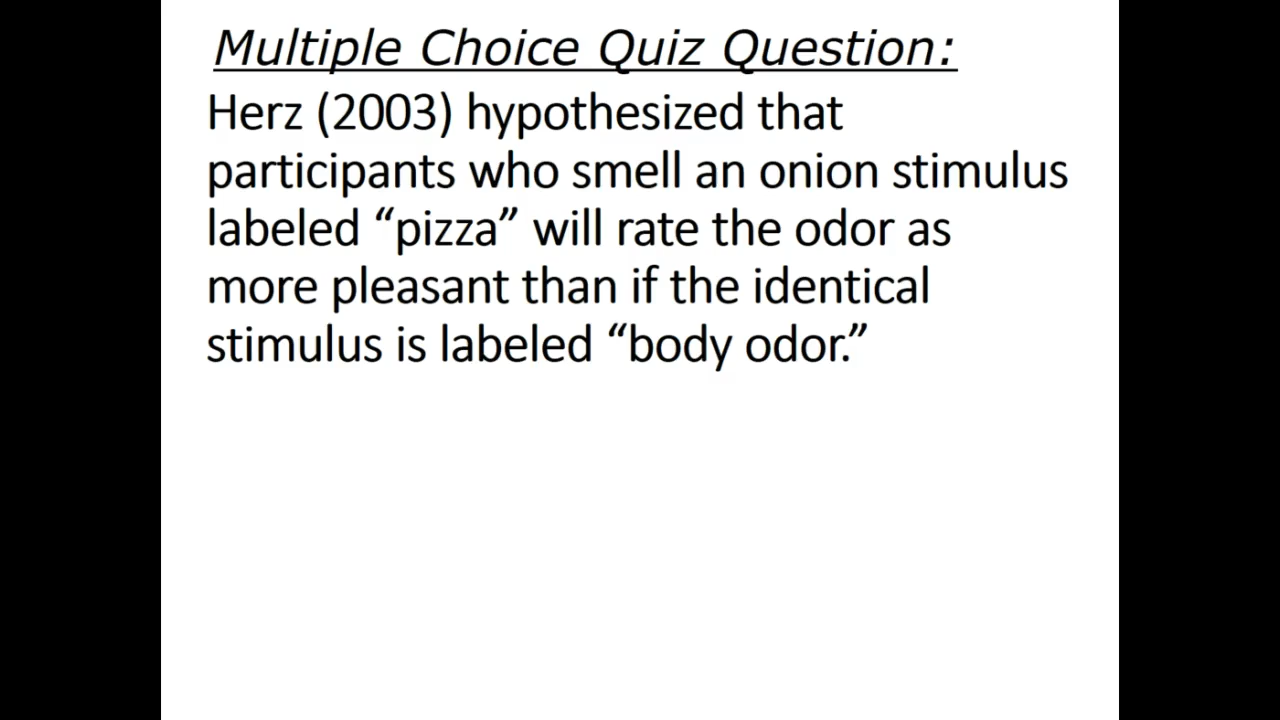 Multiple Choice Quiz Question:
Herz (2003) hypothesized that
participants who smell an onion stimulus
labeled “pizza” will rate the odor as
more pleasant than if the identical
stimulus is labeled “body odor.”